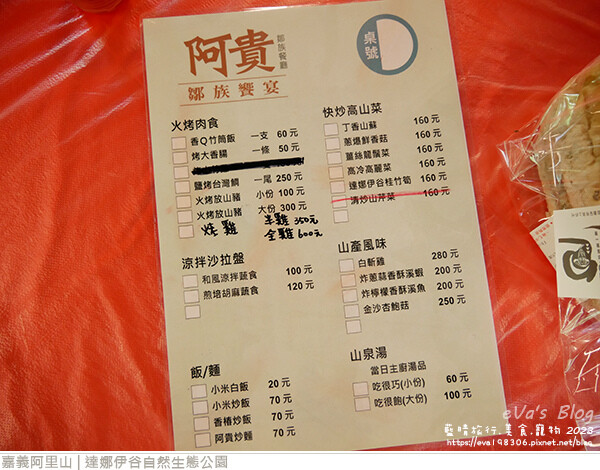 阿貴
鄒族餐廳
鄒族饗宴
桌號
火烤肉食
香Q竹筒飯 一支 60元
烤大香腸 一條 50元
鹽烤台灣鯛 一尾 250元
火烤放山豬 小份 100元
火烤放山豬 大份 300元
烤雞 半雞 350元
全雞 600元
涼拌沙拉盤
和風涼拌蔬食 100元
煎培胡麻蔬食 120元
飯/麵
小米白飯 20元
小米炒飯 70元
香椿炒飯 70元
阿貴炒麵 70元
快炒高山菜
丁香山蘇 160元
蔥爆鮮香菇 160元
薑絲龍鬚菜 160元
高冷高麗菜 160元
達娜伊谷桂竹筍 160元
清炒山芹菜 160元
山產風味
白斬雞 280元
炸蔥蒜香酥溪蝦 200元
炸檸檬香酥溪魚 200元
金沙杏鮑菇 250元
山泉湯
當日主廚湯品
吃很巧(小份) 60元
吃很飽(大份) 100元
eVa's Blog
藍晴旅行.美食.寵物 2023
https://eva198306.pixnet.net/blog
嘉義阿里山 | 達娜伊谷自然生態公園